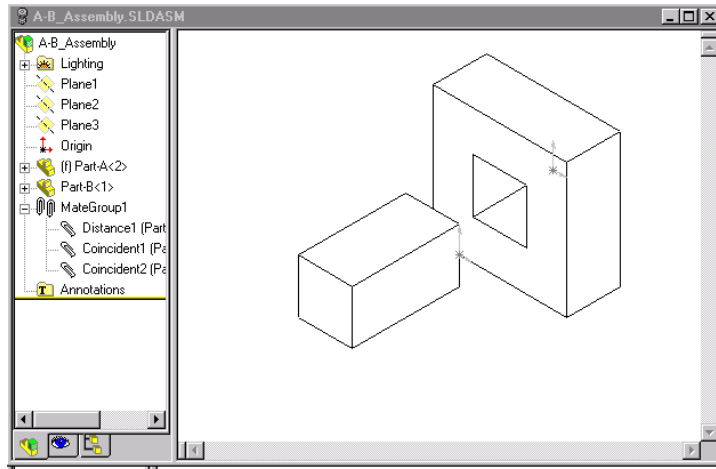 A-B_Assembly.SLDASM
A-B_Assembly
Lighting
Plane1
Plane2
Plane3
Origin
(f) Part-A<2>
Part-B<1>
MateGroup1
Distance1 (Part
Coincident1 (Pa
Coincident2 (Pa
Annotations